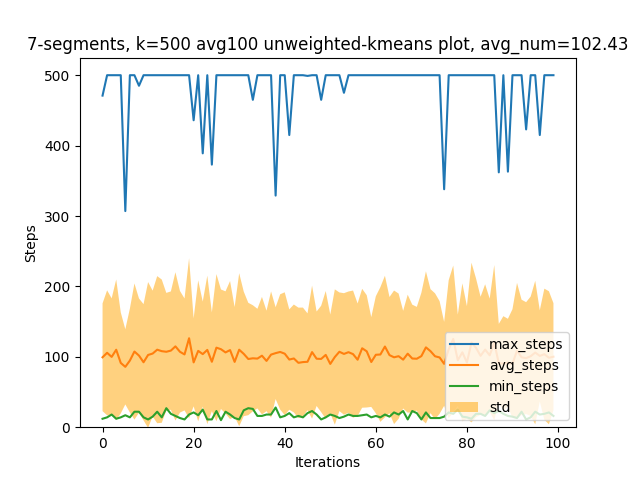 7-segments, k=500 avg100 unweighted-kmeans plot, avg_num=102.43
500
400
300
200
100
0
Steps
max_steps
avg_steps
min_steps
std
0 20 40 60 80 100
Iterations